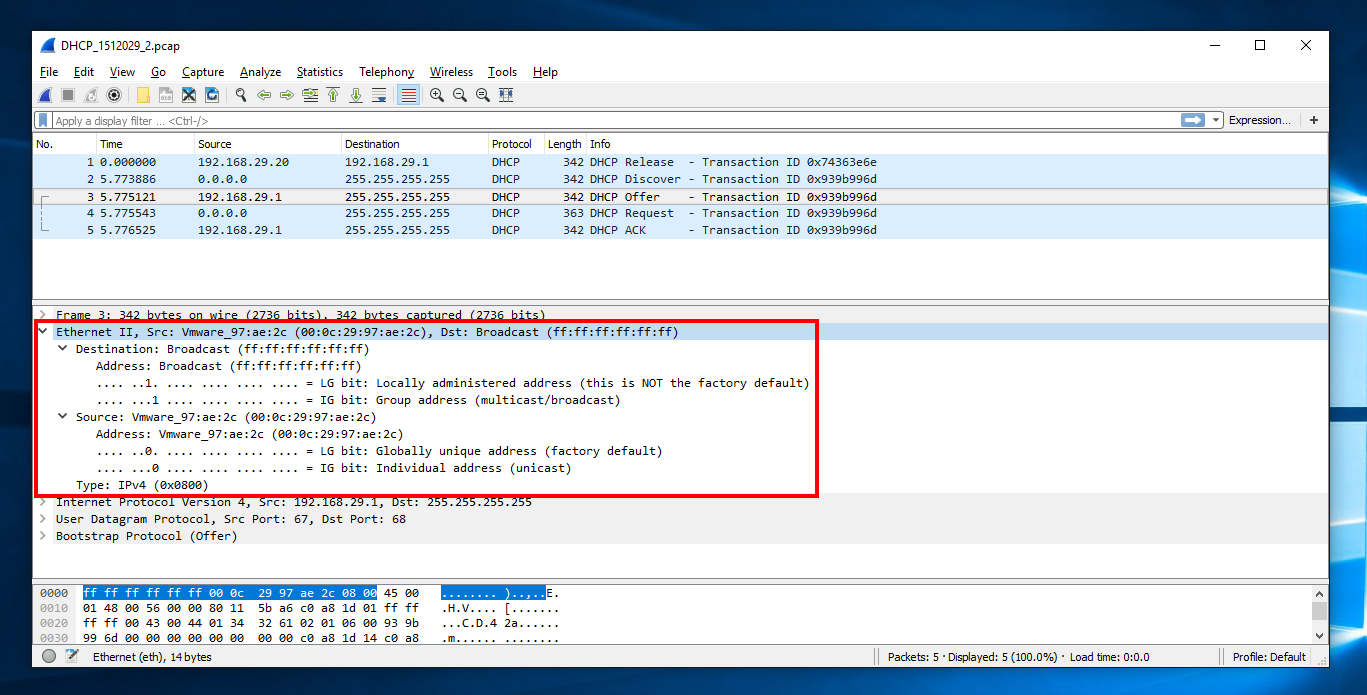 DHCP_1512029_2.pcap
File Edit View Go Capture Analyze Statistics Telephony Wireless Tools Help
Apply a display filter ... <Ctrl-/> Expression... +
No. Time Source Destination Protocol Length Info
1 0.000000 192.168.29.20 192.168.29.1 DHCP 342 DHCP Release - Transaction ID 0x74363e6e
2 5.773886 0.0.0.0 255.255.255.255 DHCP 342 DHCP Discover - Transaction ID 0x939b996d
3 5.775121 192.168.29.1 255.255.255.255 DHCP 342 DHCP Offer - Transaction ID 0x939b996d
4 5.775543 0.0.0.0 255.255.255.255 DHCP 363 DHCP Request - Transaction ID 0x939b996d
5 5.776525 192.168.29.1 255.255.255.255 DHCP 342 DHCP ACK - Transaction ID 0x939b996d
Frame 3: 342 bytes on wire (2736 bits), 342 bytes captured (2736 bits)
Ethernet II, Src: Vmware_97:ae:2c (00:0c:29:97:ae:2c), Dst: Broadcast (ff:ff:ff:ff:ff:ff)
Destination: Broadcast (ff:ff:ff:ff:ff:ff)
Address: Broadcast (ff:ff:ff:ff:ff:ff)
.... ..1. .... .... .... .... = LG bit: Locally administered address (this is NOT the factory default)
.... ...1 .... .... .... .... = IG bit: Group address (multicast/broadcast)
Source: Vmware_97:ae:2c (00:0c:29:97:ae:2c)
Address: Vmware_97:ae:2c (00:0c:29:97:ae:2c)
.... ..0. .... .... .... .... = LG bit: Globally unique address (factory default)
.... ...0 .... .... .... .... = IG bit: Individual address (unicast)
Type: IPv4 (0x0800)
Internet Protocol Version 4, Src: 192.168.29.1, Dst: 255.255.255.255
User Datagram Protocol, Src Port: 67, Dst Port: 68
Bootstrap Protocol (Offer)
0000 ff ff ff ff ff ff 00 0c 29 97 ae 2c 08 00 45 00 ........ )..,..E.
0010 01 48 00 56 00 00 80 11 5b a6 c0 a8 1d 01 ff ff .H.V.... [.......
0020 ff ff 00 43 00 44 01 34 32 61 02 01 06 00 93 9b ...C.D.4 2a......
0030 99 6d 00 00 00 00 00 00 00 00 c0 a8 1d 14 c0 a8 .m...... ........
Ethernet (eth), 14 bytes Packets: 5 · Displayed: 5 (100.0%) · Load time: 0:0.0 Profile: Default